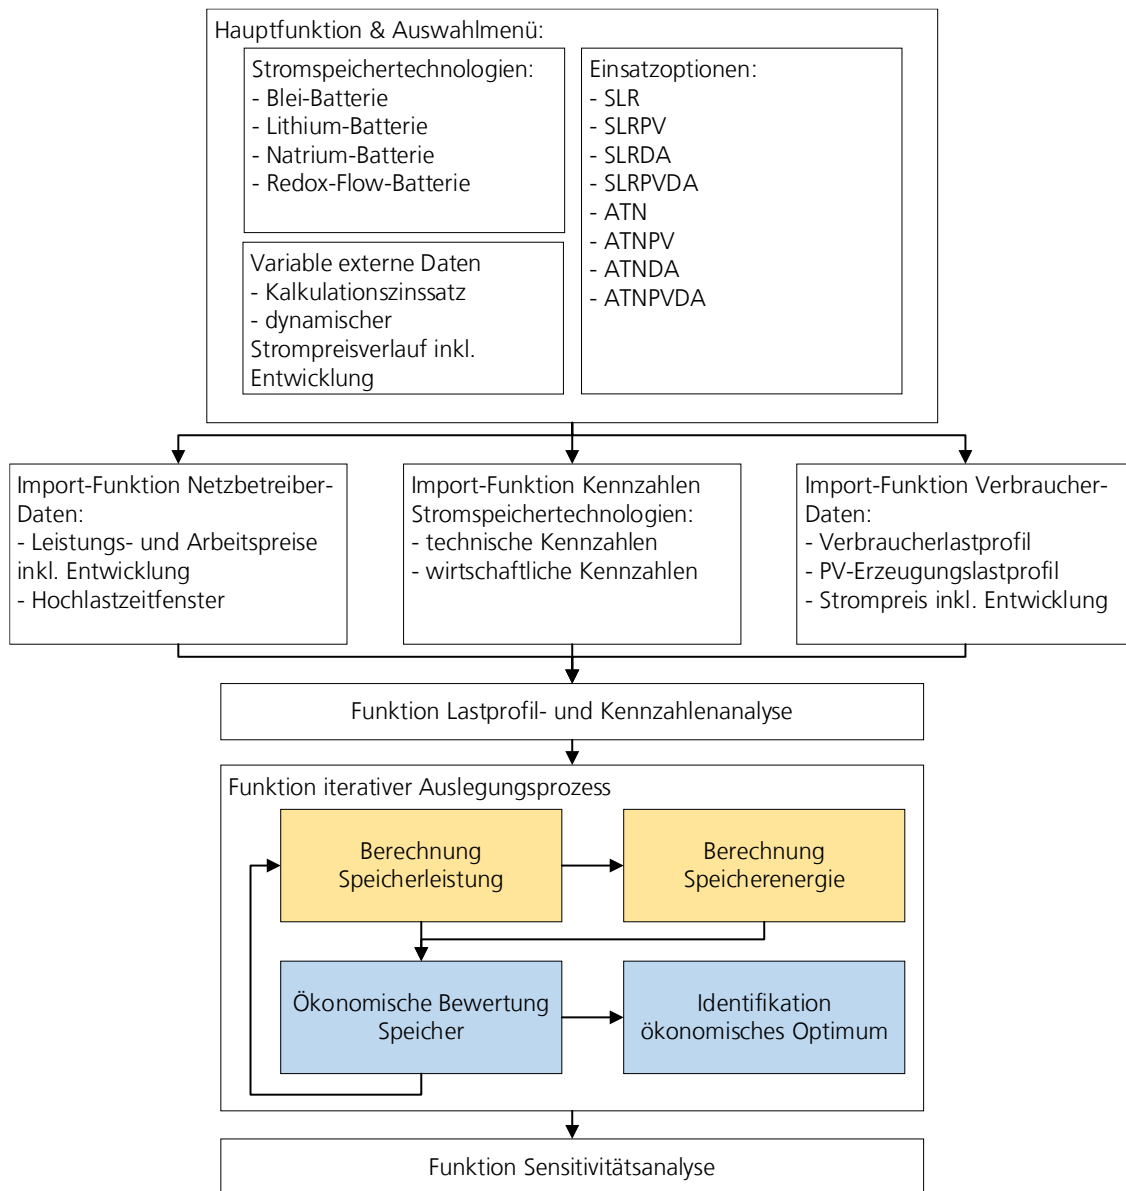 Hauptfunktion & Auswahlmenü:
Stromspeichertechnologien:
- Blei-Batterie
- Lithium-Batterie
- Natrium-Batterie
- Redox-Flow-Batterie
Variable externe Daten
- Kalkulationszinssatz
- dynamischer
Strompreisverlauf inkl.
Entwicklung
Einsatzoptionen:
- SLR
- SLRPV
- SLRDA
- SLRPVDA
- ATN
- ATNPV
- ATNDA
- ATNPVDA
Import-Funktion Netzbetreiber-
Daten:
- Leistungs- und Arbeitspreise
inkl. Entwicklung
- Hochlastzeitfenster
Import-Funktion Kennzahlen
Stromspeichertechnologien:
- technische Kennzahlen
- wirtschaftliche Kennzahlen
Import-Funktion Verbraucher-
Daten:
- Verbraucherlastprofil
- PV-Erzeugungslastprofil
- Strompreis inkl. Entwicklung
Funktion Lastprofil- und Kennzahlenanalyse
Funktion iterativer Auslegungsprozess
Berechnung
Speicherleistung
Berechnung
Speicherenergie
Ökonomische Bewertung
Speicher
Identifikation
ökonomisches Optimum
Funktion Sensitivitätsanalyse